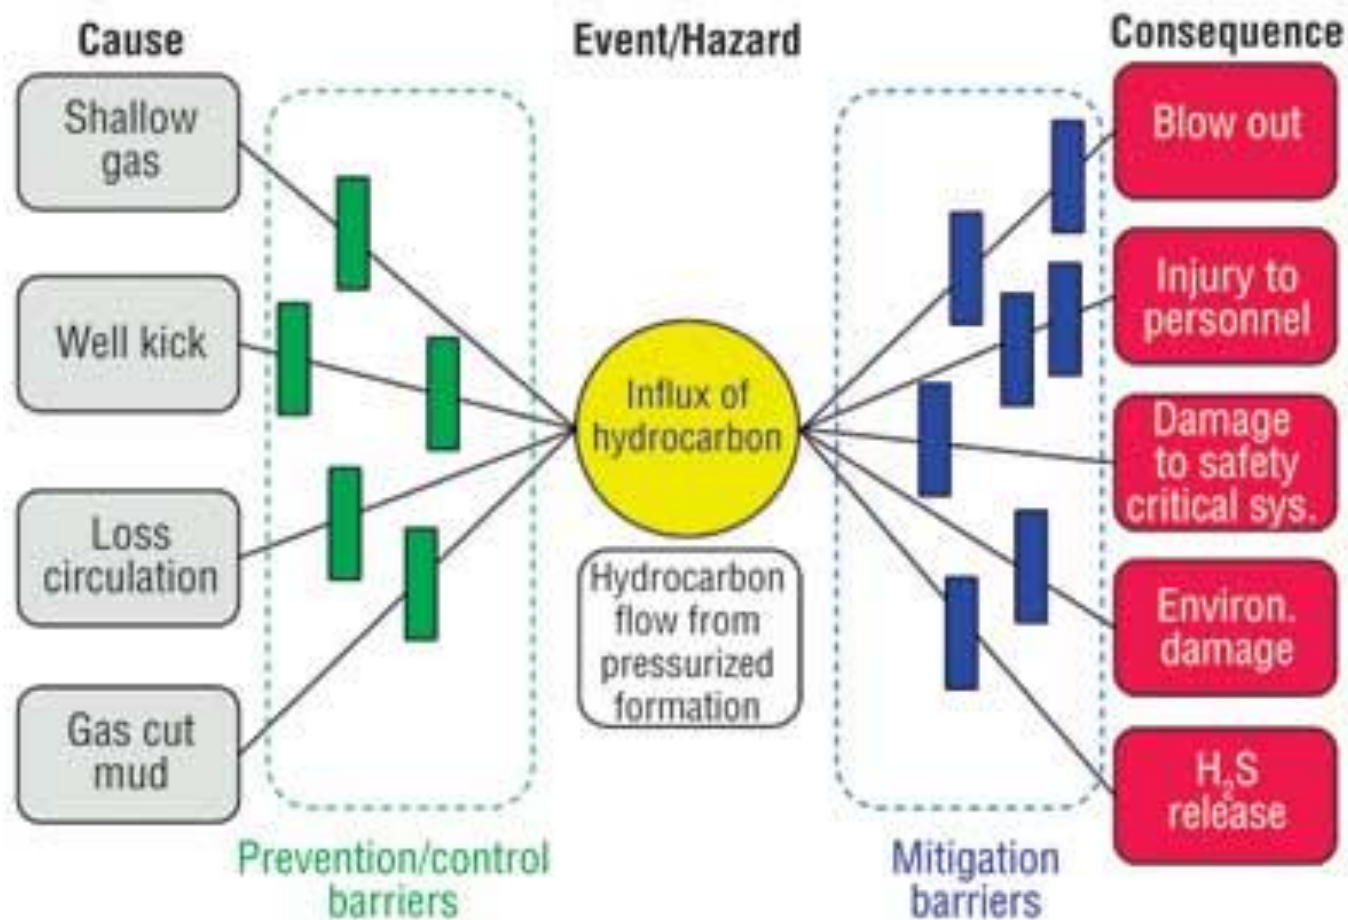 Cause
Event/Hazard
Consequence
Shallow
gas
Well kick
Loss
circulation
Gas cut
mud
Prevention/control
barriers
Influx of
hydrocarbon
Hydrocarbon
flow from
pressurized
formation
Mitigation
barriers
Blow out
Injury to
personnel
Damage
to safety
critical sys.
Environ.
damage
H₂S
release